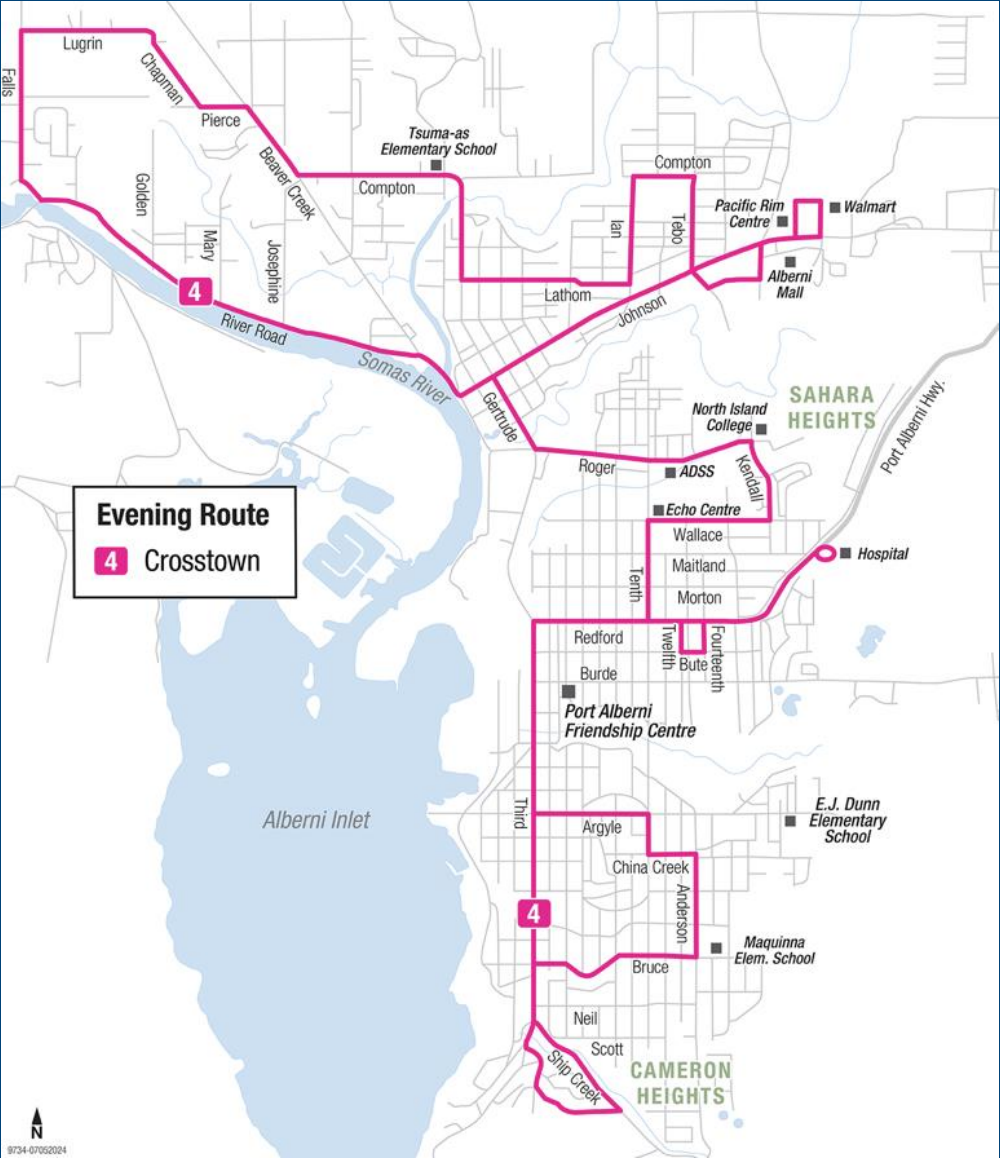 Lugrin
Falls
Chapman
Pierce
Tsuma-as
Elementary School
Beaver Creek
Compton
Compton
Golden
Mary
Josephine
Ian
Tebo
Pacific Rim
Centre
Walmart
Alberni
Mall
4
River Road
Lathom
Johnson
Somas River
Gertrude
SAHARA
HEIGHTS
Port Alberni Hwy.
North Island
College
Roger
ADSS
Kendall
Echo Centre
Evening Route
4 Crosstown
Wallace
Maitland
Morton
Tenth
Hospital
Redford
Twelfth
Bute
Fourteenth
Burde
Port Alberni
Friendship Centre
Alberni Inlet
Third
Argyle
E.J. Dunn
Elementary
School
China Creek
Anderson
4
Maquinna
Elem. School
Bruce
Neil
Scott
Ship Creek
CAMERON
HEIGHTS
N
9734-07052024